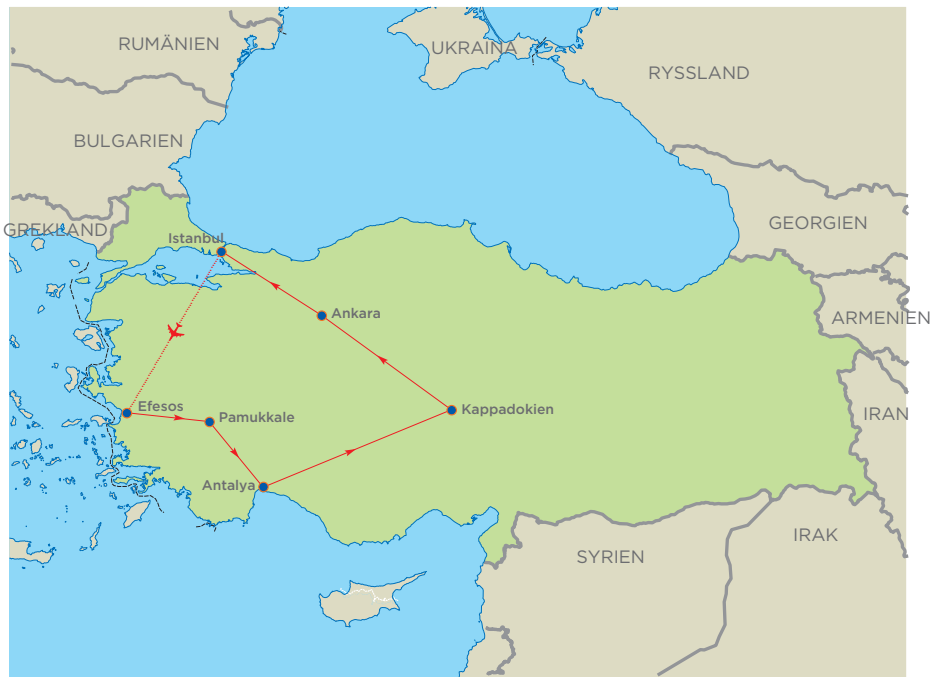 RUMÄNIEN
UKRAINA
RYSSLAND
BULGARIEN
GREKLAND
GEORGIEN
Istanbul
Ankara
ARMENIEN
Efesos
Pamukkale
Kappadokien
IRAN
Antalya
SYRIEN
IRAK